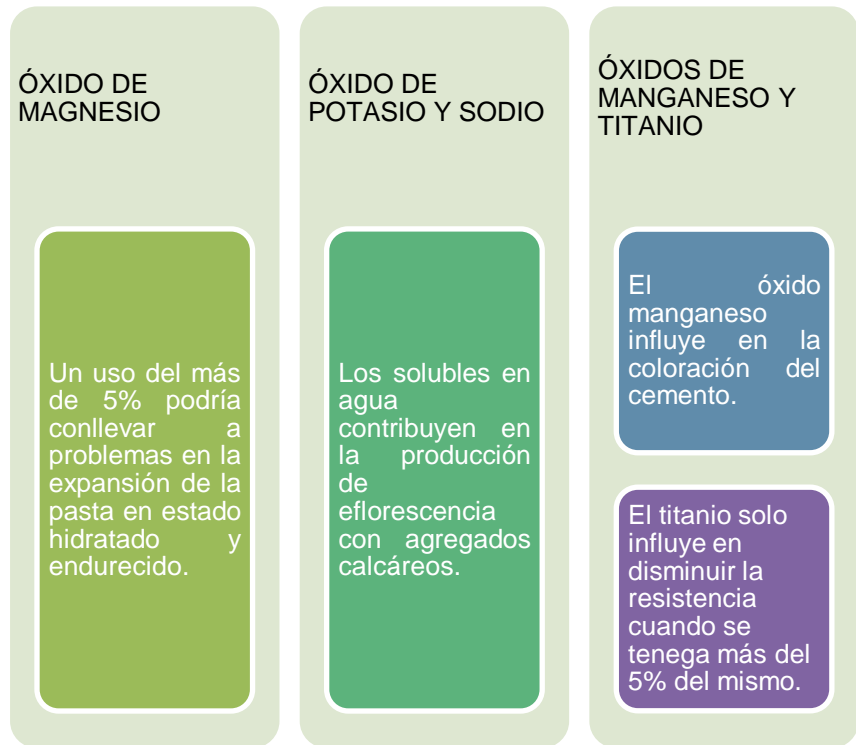 ÓXIDO DE
MAGNESIO
Un uso del más
de 5% podría
conllevar a
problemas en la
expansión de la
pasta en estado
hidratado y
endurecido.
ÓXIDO DE
POTASIO Y SODIO
Los solubles en
agua
contribuyen en
la producción
de
eflorescencia
con agregados
calcáreos.
ÓXIDOS DE
MANGANESO Y
TITANIO
El óxido
manganeso
influye en la
coloración del
cemento.
El titanio solo
influye en
disminuir la
resistencia
cuando se
tenega más del
5% del mismo.